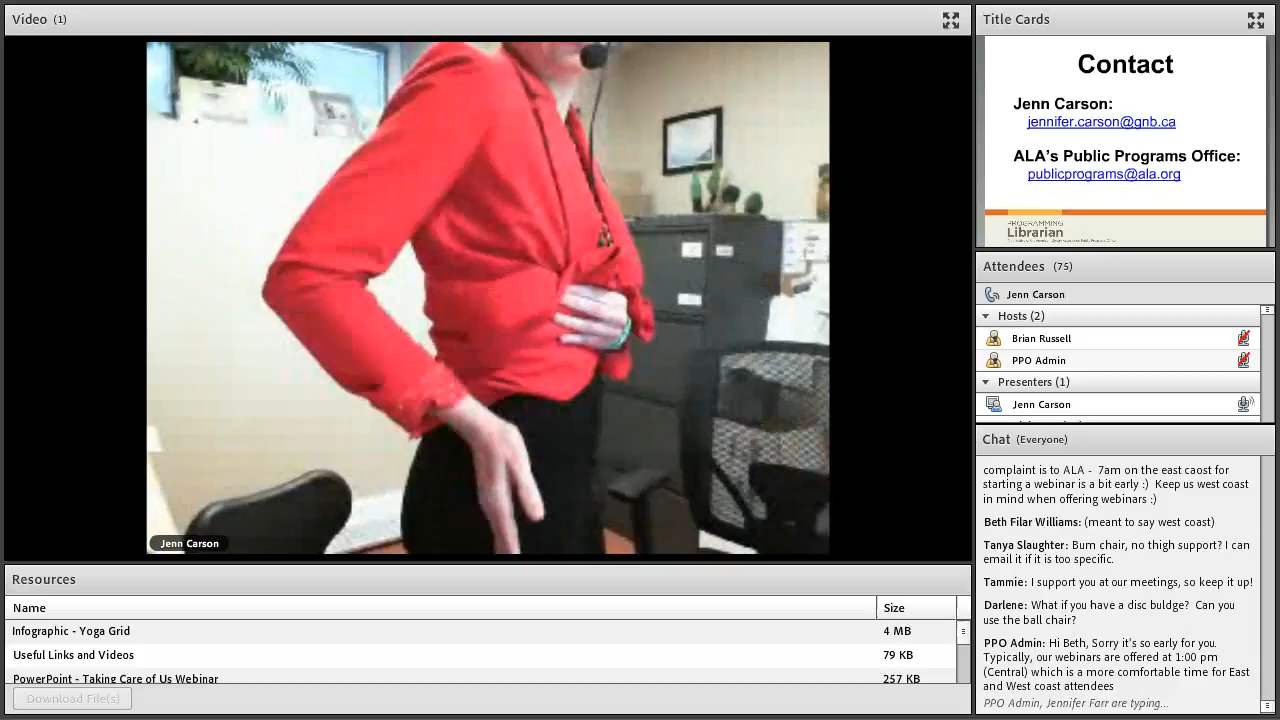 Video (1)
Jenn Carson
Resources
Name Size
Infographic - Yoga Grid 4 MB
Useful Links and Videos 79 KB
PowerPoint - Taking Care of Us Webinar 257 KB
Download File(s)
Title Cards
Contact
Jenn Carson:
jennifer.carson@gnb.ca
ALA's Public Programs Office:
publicprograms@ala.org
PROGRAMMING
Librarian
Attendees (75)
Jenn Carson
Hosts (2)
Brian Russell
PPO Admin
Presenters (1)
Jenn Carson
Chat (Everyone)
complaint is to ALA - 7am on the east caost for
starting a webinar is a bit early :) Keep us west coast
in mind when offering webinars :)
Beth Filar Williams: (meant to say west coast)
Tanya Slaughter: Bum chair, no thigh support? I can
email it if it is too specific.
Tammie: I support you at our meetings, so keep it up!
Darlene: What if you have a disc buldge? Can you
use the ball chair?
PPO Admin: Hi Beth, Sorry it's so early for you.
Typically, our webinars are offered at 1:00 pm
(Central) which is a more comfortable time for East
and West coast attendees
PPO Admin, Jennifer Farr are typing...